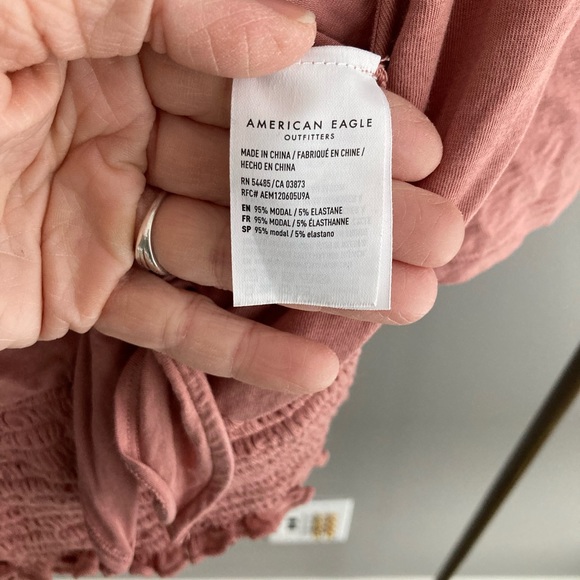 AMERICAN EAGLE
OUTFITTERS
MADE IN CHINA / FABRIQUÉ EN CHINE /
HECHO EN CHINA
RN 54485/CA 03873
RFC# AEM120605U9A
EN 95% MODAL / 5% ELASTANE
FR 95% MODAL / 5% ÉLASTHANNE
SP 95% modal / 5% elastano